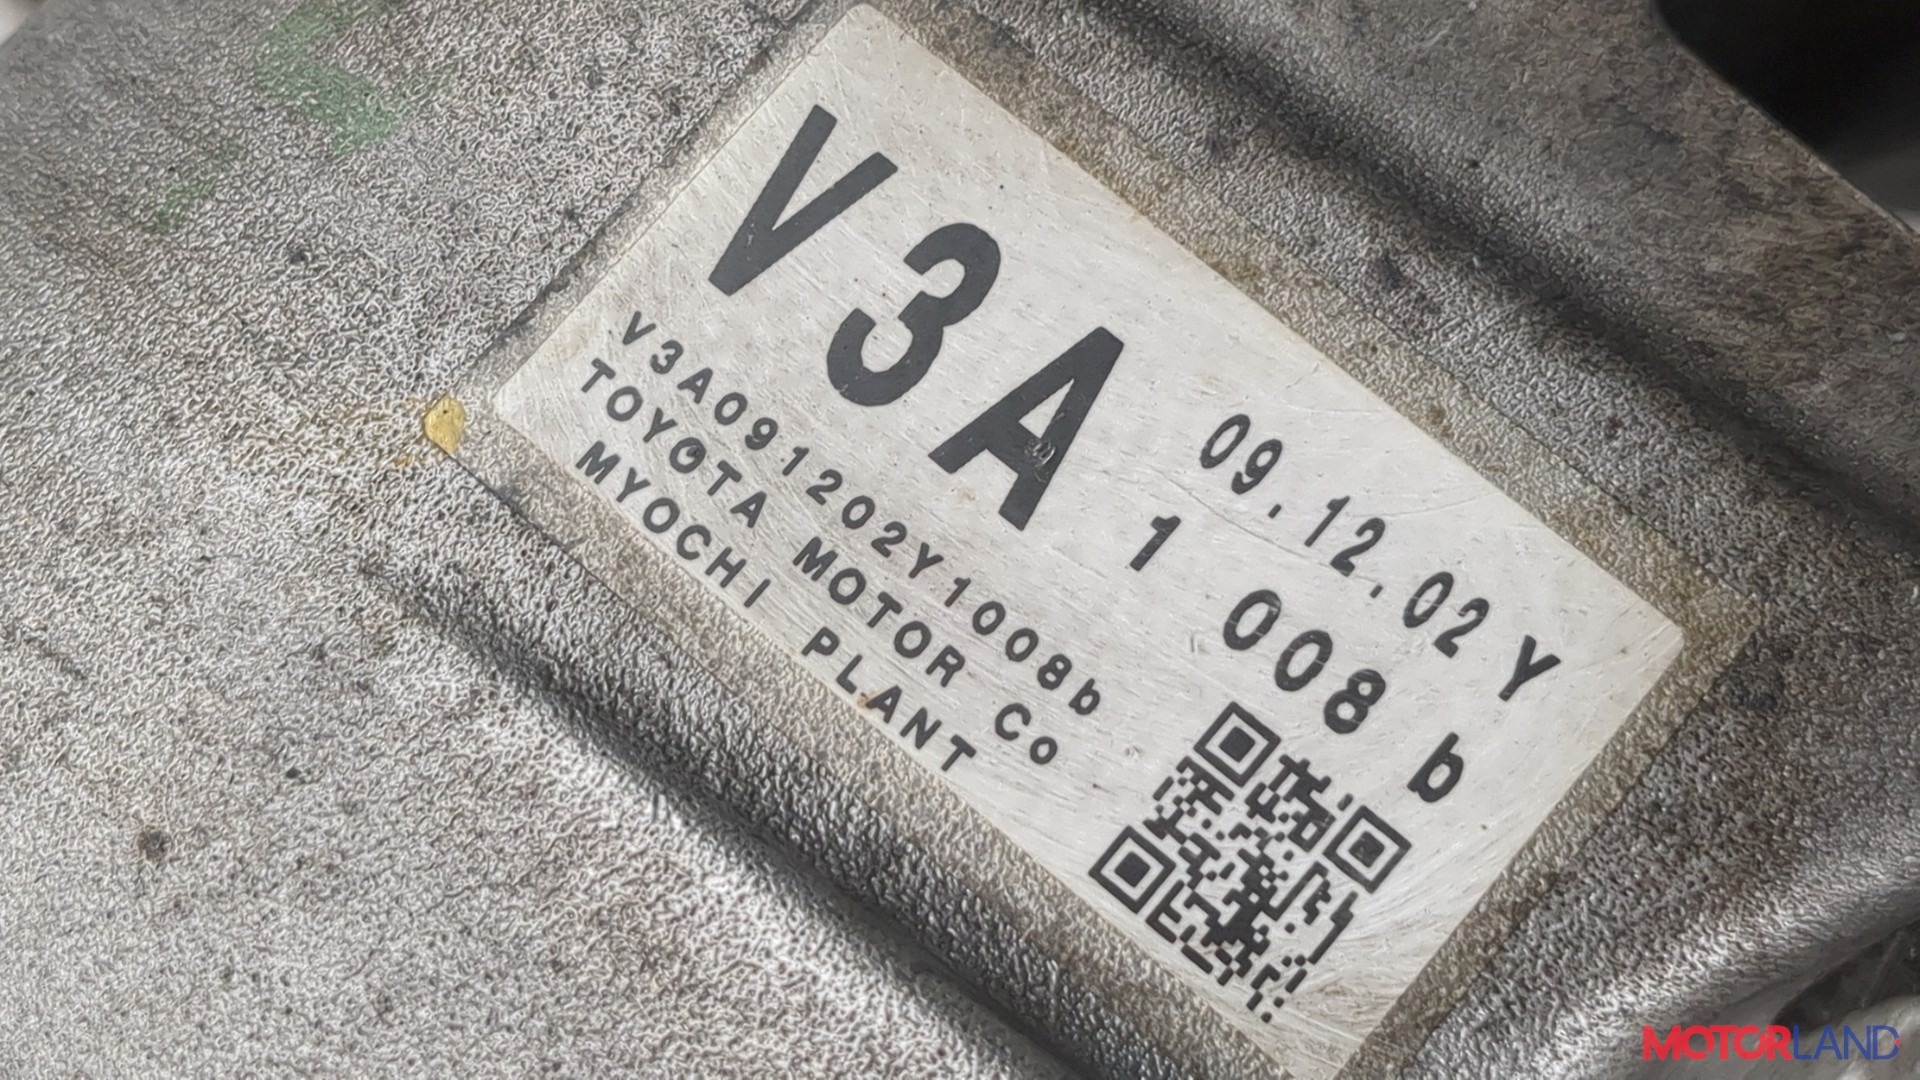 V3A
09.12.02Y
1 008 b
V3A091202Y1008b
TOYOTA MOTOR Co
MYOCHI PLANT
MOTORLAND